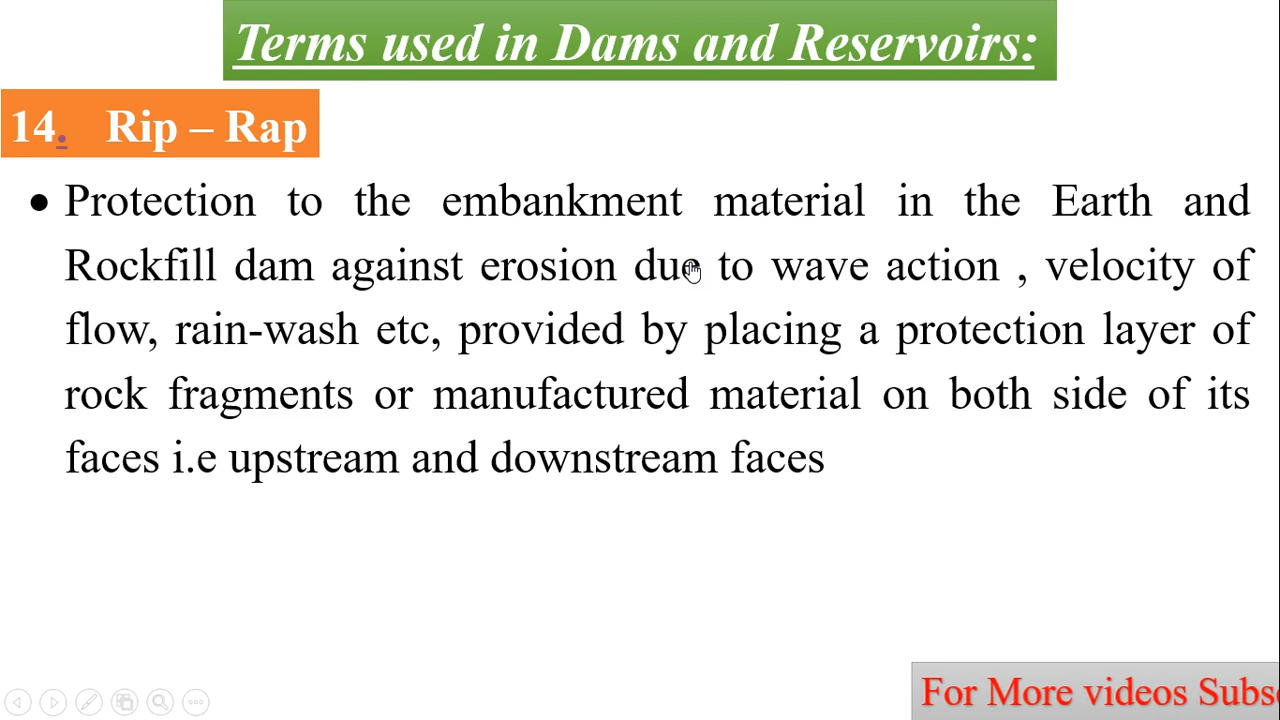 Terms used in Dams and Reservoirs:
14. Rip – Rap
• Protection to the embankment material in the Earth and
Rockfill dam against erosion due to wave action , velocity of
flow, rain-wash etc, provided by placing a protection layer of
rock fragments or manufactured material on both side of its
faces i.e upstream and downstream faces
For More videos Subs